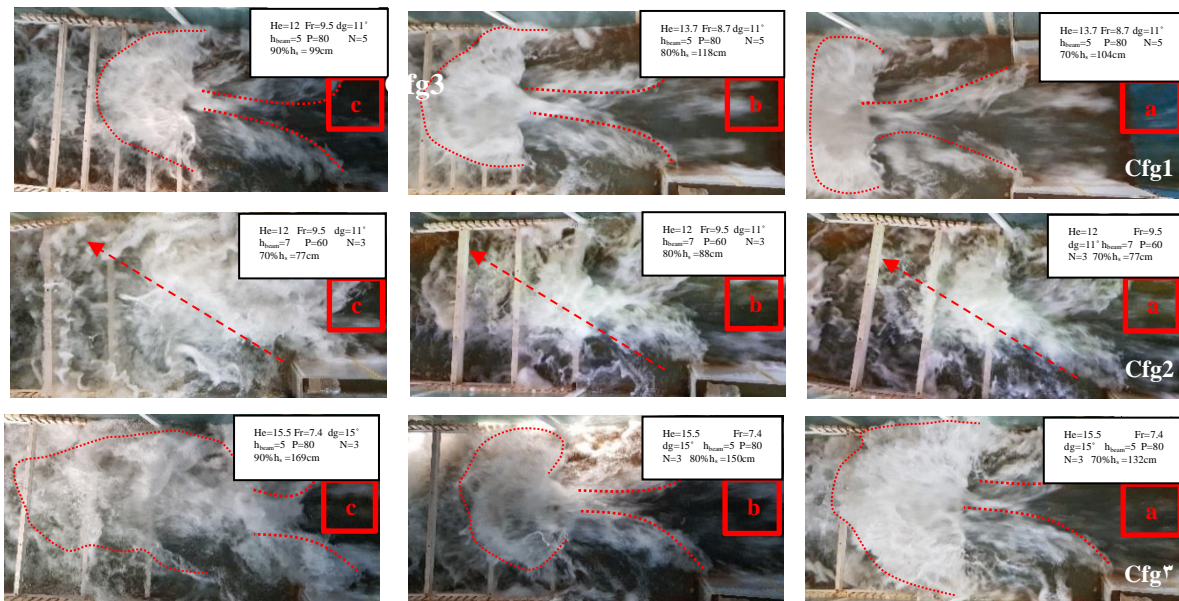 He=12 Fr=9.5 dg=11˚
hbeam=5 P=80 N=5
90%hs =99cm
c
Cfg3
He=13.7 Fr=8.7 dg=11˚
hbeam=5 P=80 N=5
80%hs =118cm
b
He=13.7 Fr=8.7 dg=11˚
hbeam=5 P=80 N=5
70%hs =104cm
a
Cfg1
He=12 Fr=9.5 dg=11˚
hbeam=7 P=60 N=3
70%hs =77cm
c
He=12 Fr=9.5 dg=11˚
hbeam=7 P=60 N=3
80%hs =88cm
b
He=12 Fr=9.5
dg=11˚ hbeam=7 P=60
N=3 70%hs =77cm
a
Cfg2
He=15.5 Fr=7.4 dg=15˚
hbeam=5 P=80 N=3
90%hs =169cm
c
He=15.5 Fr=7.4
dg=15˚ hbeam=5 P=80
N=3 80%hs =150cm
b
He=15.5 Fr=7.4
dg=15˚ hbeam=5 P=80
N=3 70%hs =132cm
a
Cfg۳